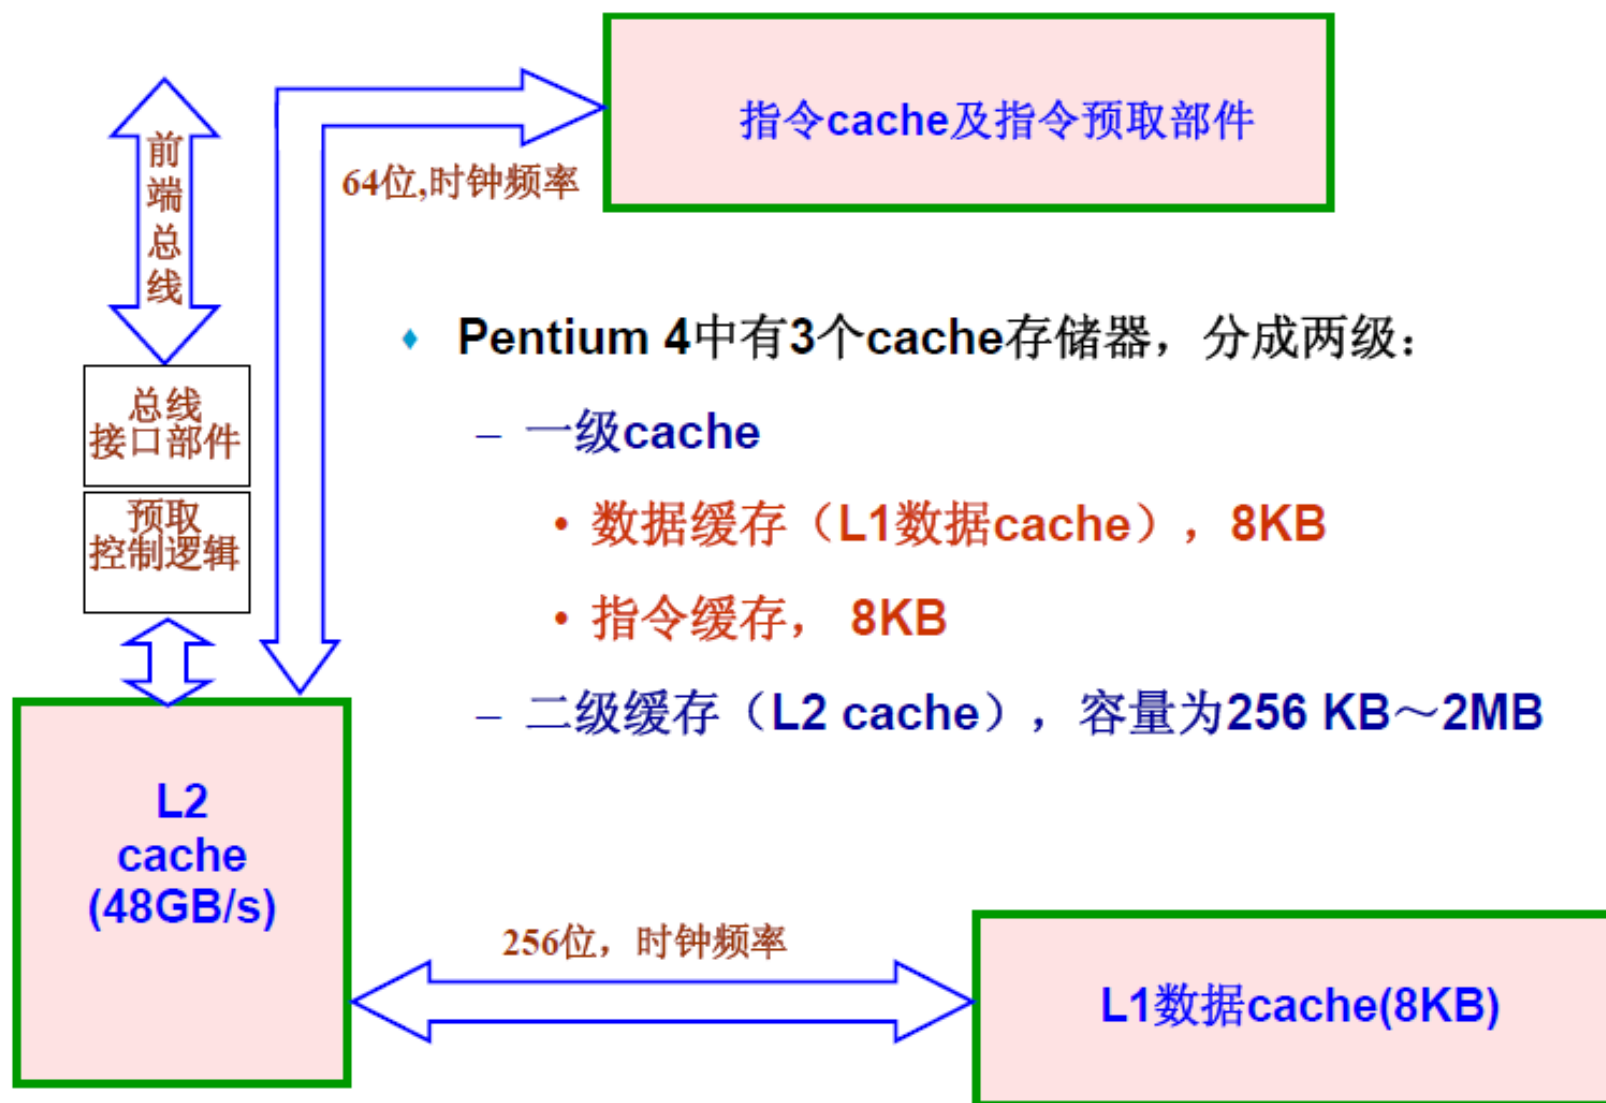 指令cache及指令预取部件
前端总线
64位,时钟频率
Pentium 4中有3个cache存储器，分成两级：
总线
接口部件
– 一级cache
预取
控制逻辑
• 数据缓存（L1数据cache），8KB
• 指令缓存， 8KB
– 二级缓存（L2 cache），容量为256 KB～2MB
L2
cache
(48GB/s)
256位，时钟频率
L1数据cache(8KB)